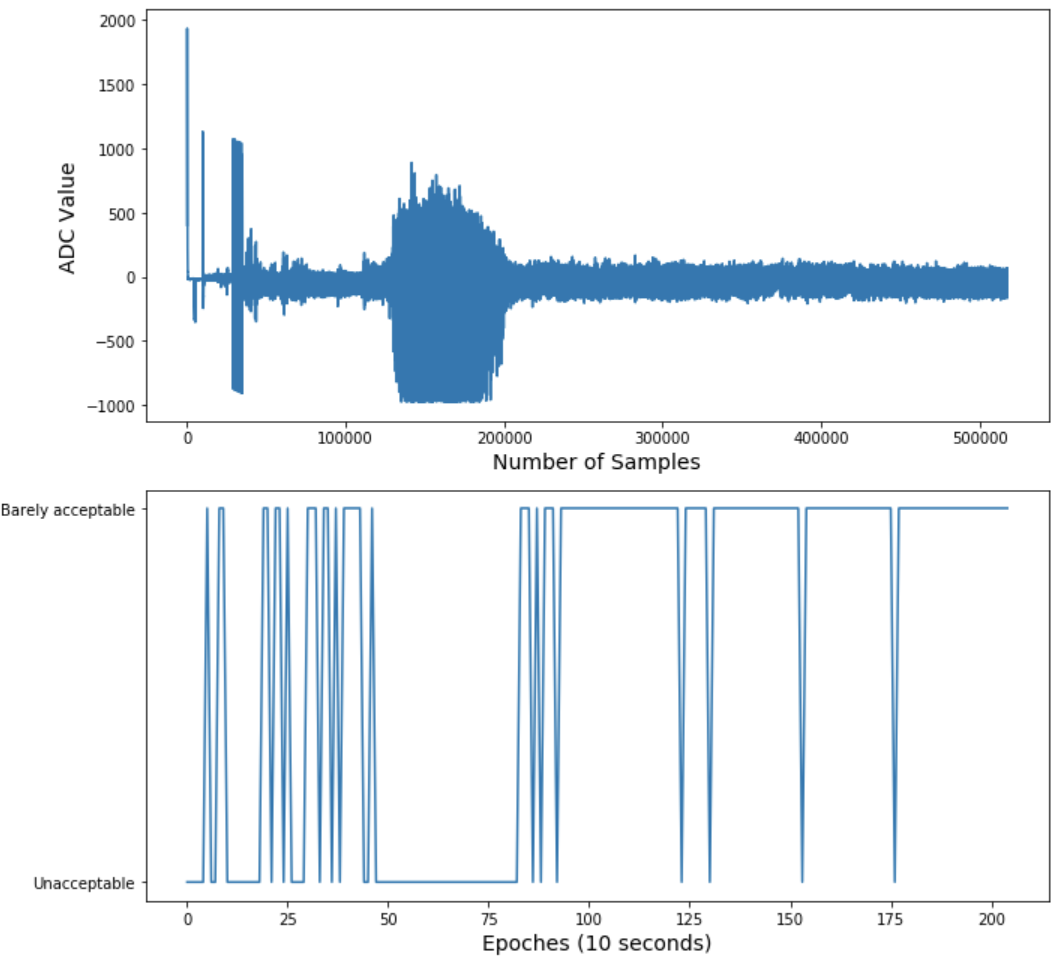 2000
1500
1000
500
0
−500
−1000
ADC Value
0 100000 200000 300000 400000 500000
Number of Samples
Barely acceptable
Unacceptable
0 25 50 75 100 125 150 175 200
Epoches (10 seconds)